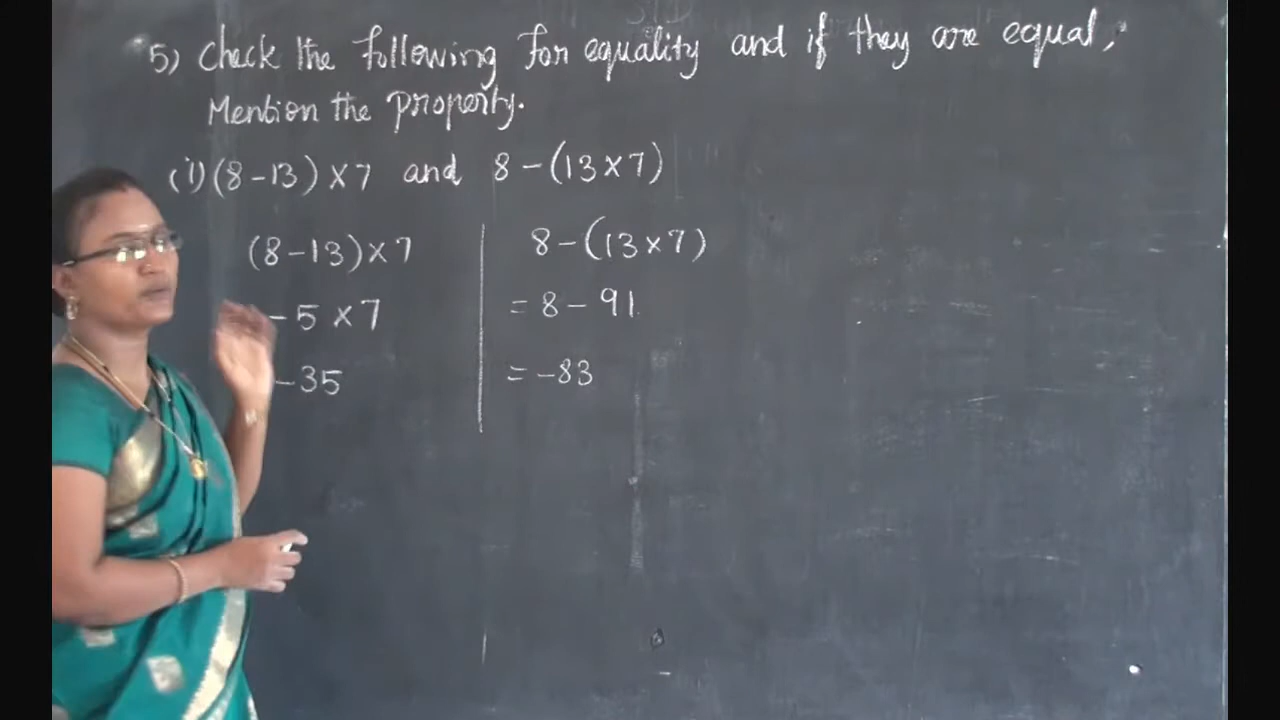 5) Check the following for equality and if they are equal,
Mention the property.
(i) (8-13) × 7 and 8 - (13 × 7)
(8-13) × 7
8 - (13 × 7)
-5 × 7
= 8 - 91
-35
= -83